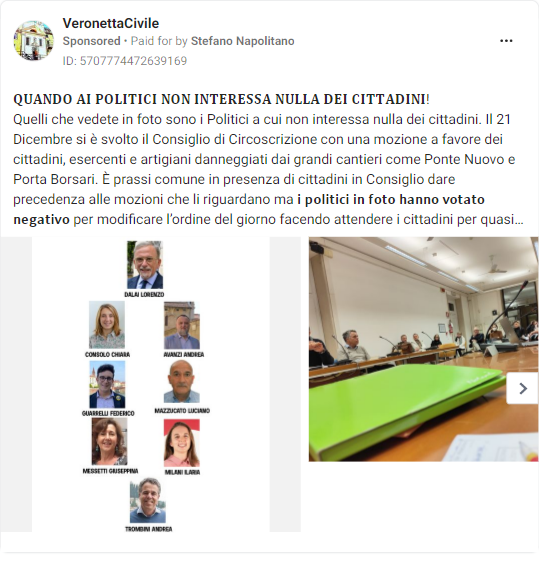 VeronettaCivile
Sponsored • Paid for by Stefano Napolitano
ID: 5707774472639169
QUANDO AI POLITICI NON INTERESSA NULLA DEI CITTADINI!
Quelli che vedete in foto sono i Politici a cui non interessa nulla dei cittadini. Il 21
Dicembre si è svolto il Consiglio di Circoscrizione con una mozione a favore dei
cittadini, esercenti e artigiani danneggiati dai grandi cantieri come Ponte Nuovo e
Porta Borsari. È prassi comune in presenza di cittadini in Consiglio dare
precedenza alle mozioni che li riguardano ma i politici in foto hanno votato
negativo per modificare l'ordine del giorno facendo attendere i cittadini per quasi...
DALAI LORENZO
CONSOLO CHIARA
AVANZI ANDREA
GUARRELLI FEDERICO
MAZZUCATO LUCIANO
MESSETTI GIUSEPPINA
MILANI ILARIA
TROMBINI ANDREA